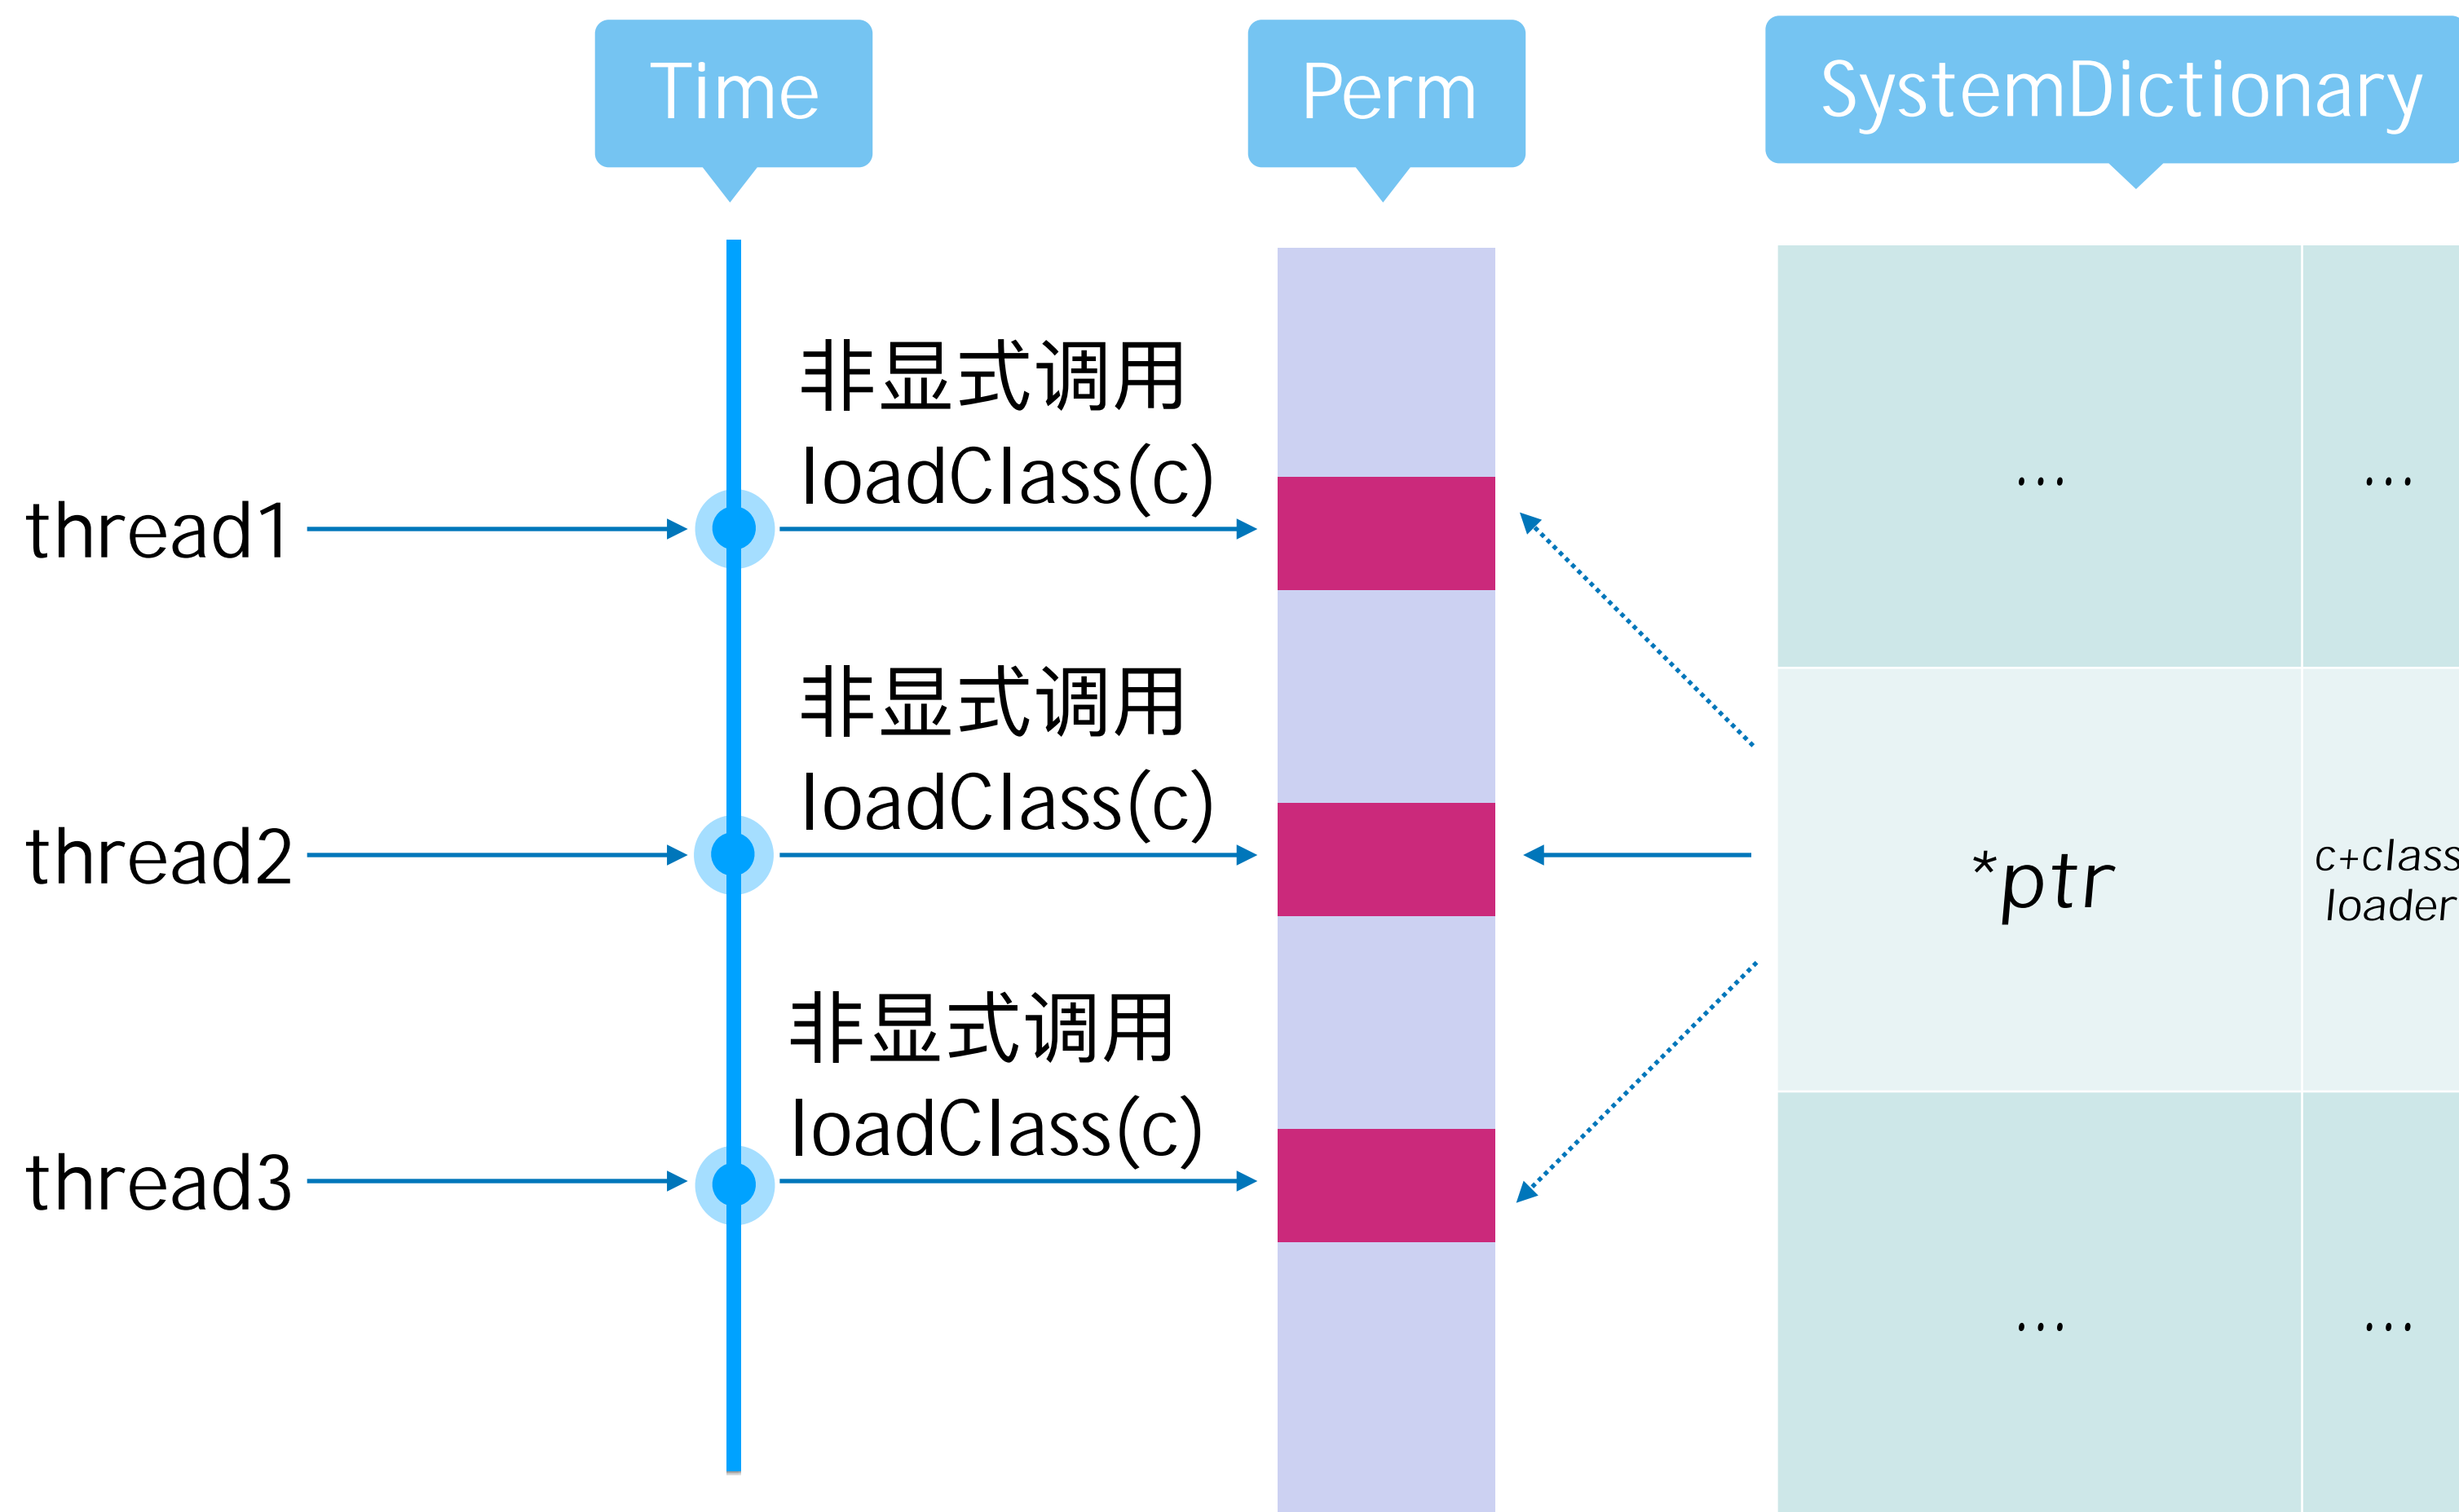 Time
Perm
SystemDictionary
非显式调用
loadClass(c)
thread1
...
...
非显式调用
loadClass(c)
thread2
*ptr
c+class
loader
非显式调用
loadClass(c)
thread3
...
...